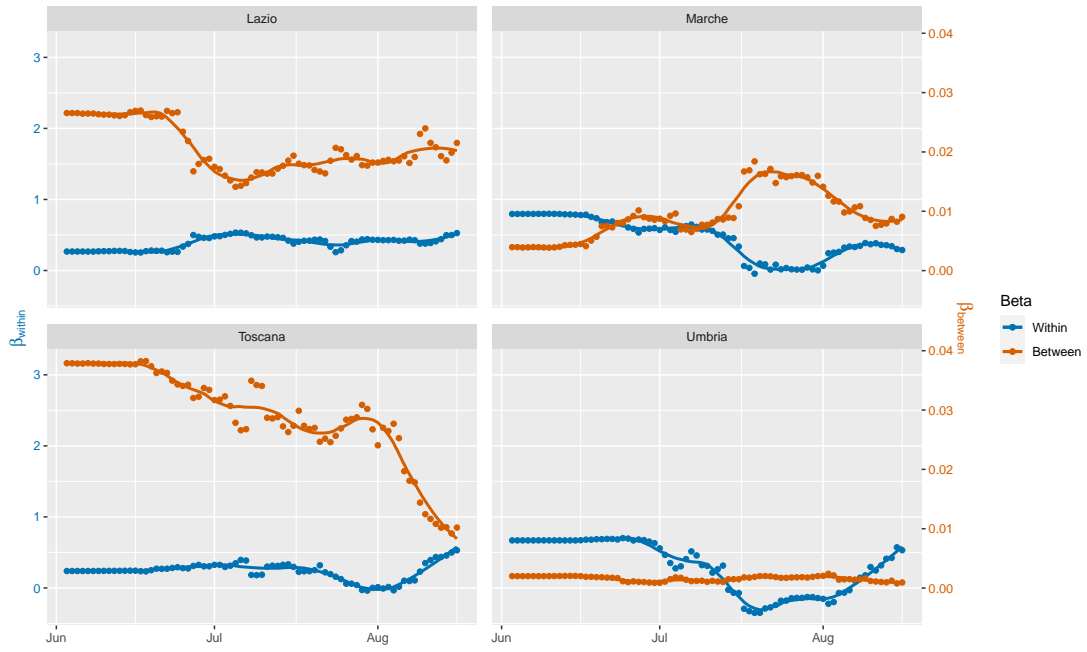 Lazio
Marche
3
2
1
0
0.04
0.03
0.02
0.01
0.00
βwithin
βbetween
Toscana
Umbria
3
2
1
0
0.04
0.03
0.02
0.01
0.00
Jun
Jul
Aug
Jun
Jul
Aug
Beta
Within
Between